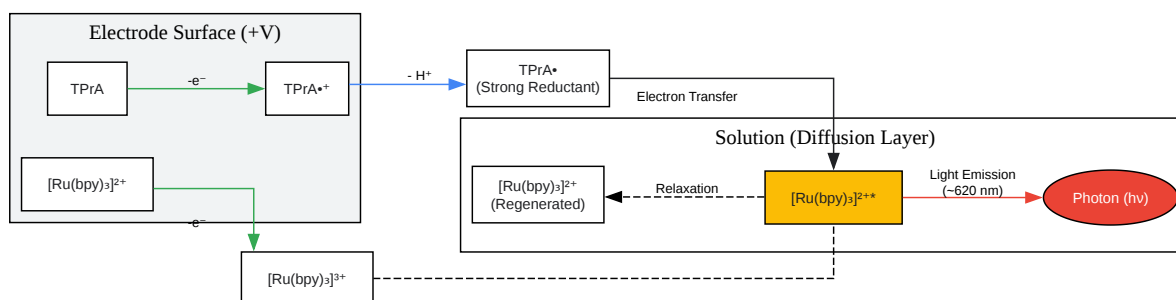 Electrode Surface (+V)
TPrA
-e⁻
TPrA•⁺
- H⁺
TPrA•
(Strong Reductant)
Electron Transfer
[Ru(bpy)₃]²⁺
-e⁻
[Ru(bpy)₃]³⁺
Solution (Diffusion Layer)
[Ru(bpy)₃]²⁺
(Regenerated)
Relaxation
[Ru(bpy)₃]²⁺*
Light Emission
(~620 nm)
Photon (hν)